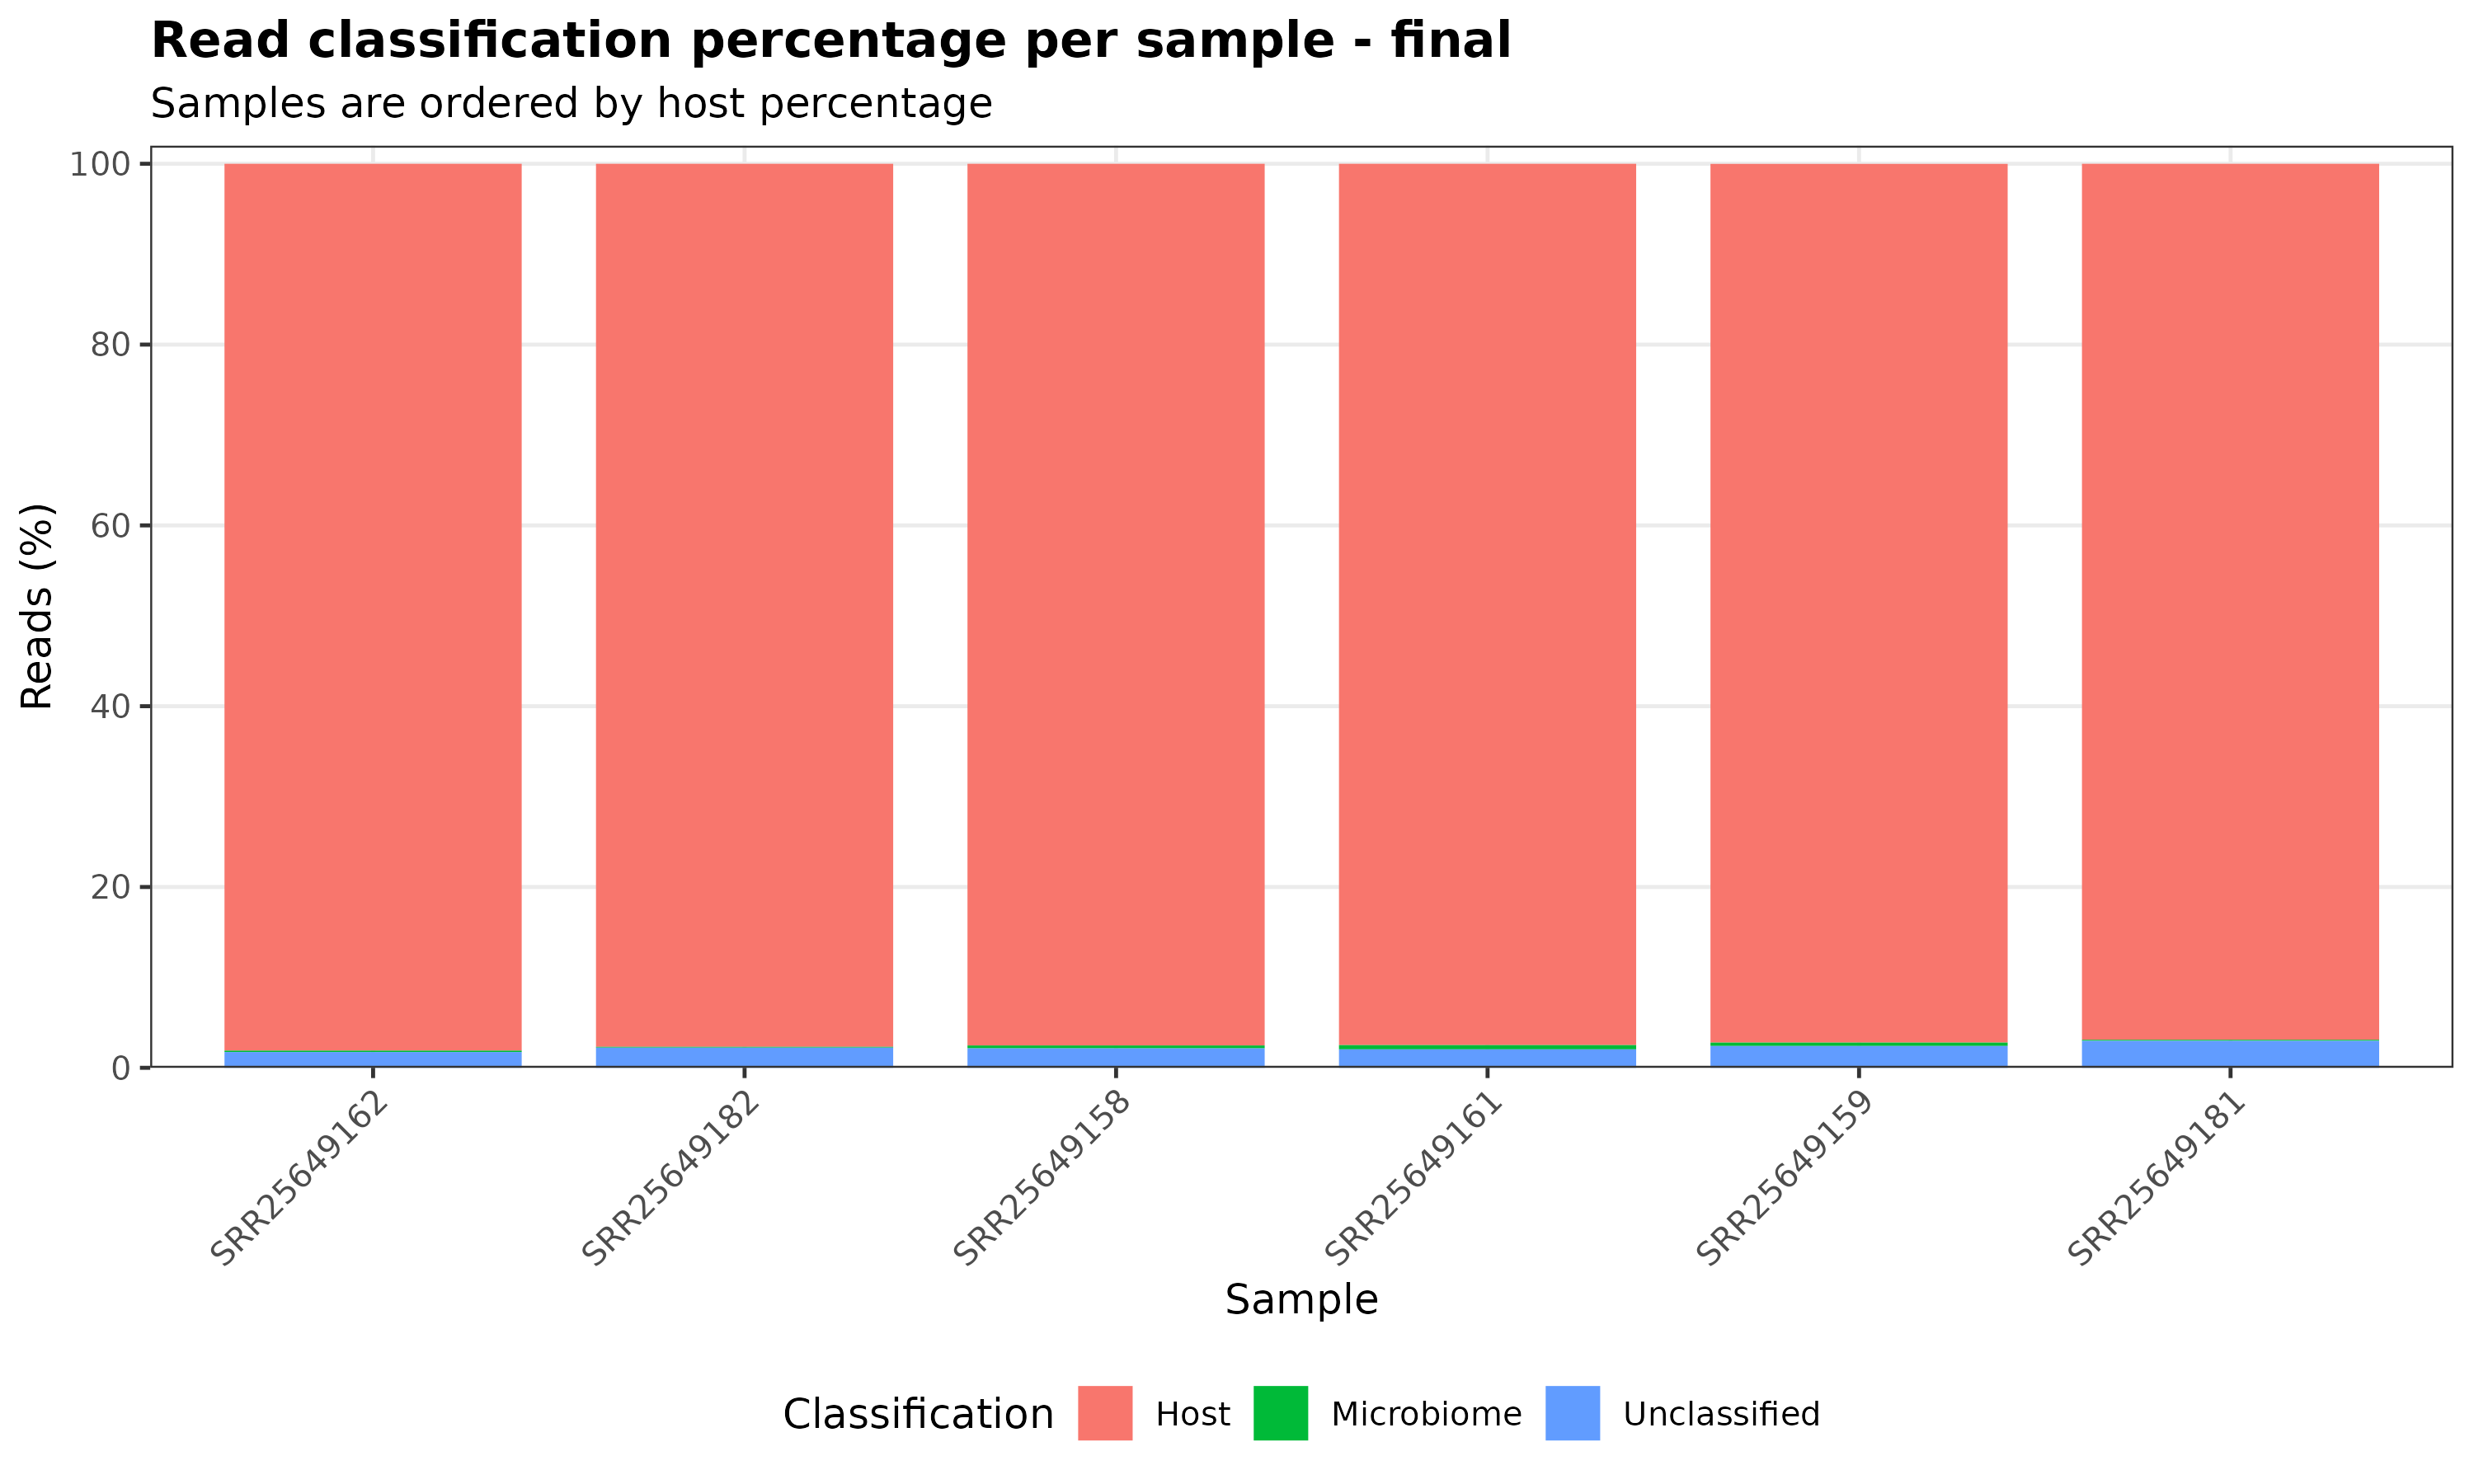 Read classification percentage per sample - final
Samples are ordered by host percentage
100
80
60
40
20
0
Reads (%)
SRR25649162
SRR25649182
SRR25649158
SRR25649161
SRR25649159
SRR25649181
Sample
Classification Host Microbiome Unclassified